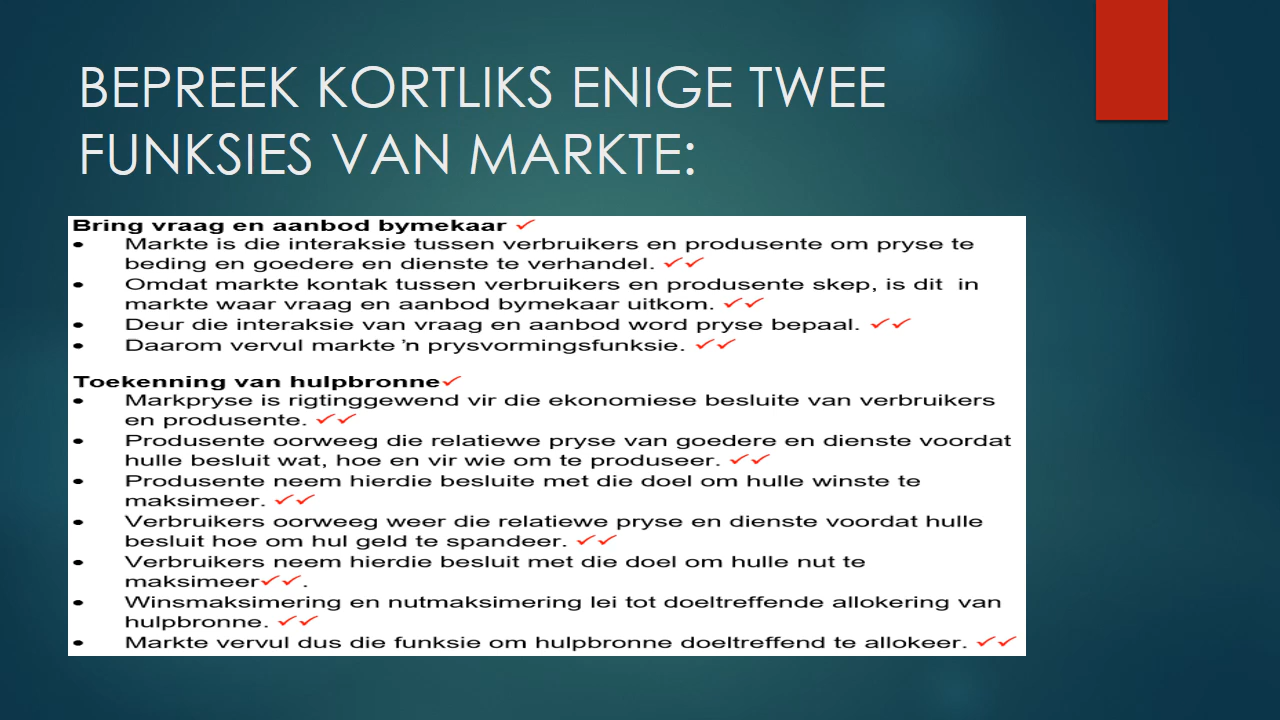 BEPREEK KORTLIKS ENIGE TWEE
FUNKSIES VAN MARKTE:
Bring vraag en aanbod bymekaar ✓
• Markte is die interaksie tussen verbruikers en produsente om pryse te
beding en goedere en dienste te verhandel. ✓✓
• Omdat markte kontak tussen verbruikers en produsente skep, is dit in
markte waar vraag en aanbod bymekaar uitkom. ✓✓
• Deur die interaksie van vraag en aanbod word pryse bepaal. ✓✓
• Daarom vervul markte ’n prysvormingsfunksie. ✓✓
Toekenning van hulpbronne✓
• Markpryse is rigtinggewend vir die ekonomiese besluite van verbruikers
en produsente. ✓✓
• Produsente oorweeg die relatiewe pryse van goedere en dienste voordat
hulle besluit wat, hoe en vir wie om te produseer. ✓✓
• Produsente neem hierdie besluite met die doel om hulle winste te
maksimeer. ✓✓
• Verbruikers oorweeg weer die relatiewe pryse en dienste voordat hulle
besluit hoe om hul geld te spandeer. ✓✓
• Verbruikers neem hierdie besluit met die doel om hulle nut te
maksimeer✓✓.
• Winsmaksimering en nutmaksimering lei tot doeltreffende allokering van
hulpbronne. ✓✓
• Markte vervul dus die funksie om hulpbronne doeltreffend te allokeer. ✓✓